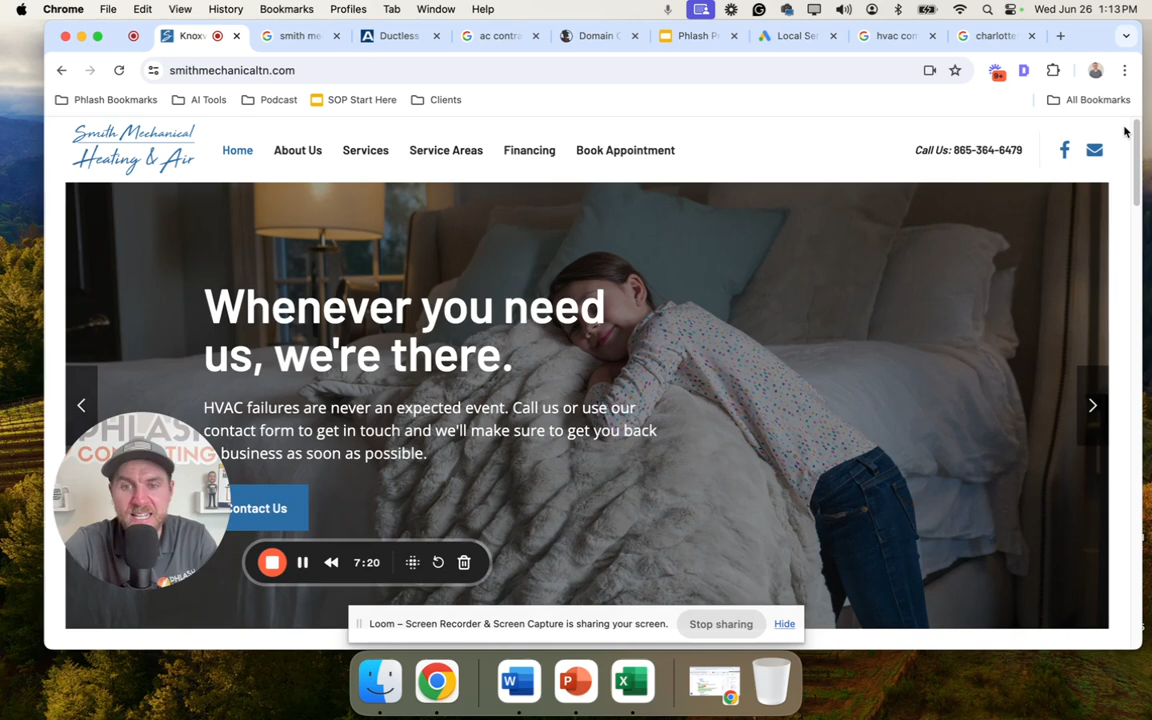 Chrome File Edit View History Bookmarks Profiles Tab Window Help Wed Jun 26 1:13 PM
Knoxv smith me Ductless ac contra Domain Phlash P Local Ser hvac con charlotte
smithmechanicaltn.com
9+ D
Phlash Bookmarks AI Tools Podcast SOP Start Here Clients All Bookmarks
Smith Mechanical
Heating & Air
Home About Us Services Service Areas Financing Book Appointment Call Us: 865-364-6479
Whenever you need
us, we're there.
HVAC failures are never an expected event. Call us or use our
contact form to get in touch and we'll make sure to get you back
business as soon as possible.
Contact Us
7:20
Loom – Screen Recorder & Screen Capture is sharing your screen. Stop sharing Hide
W P X